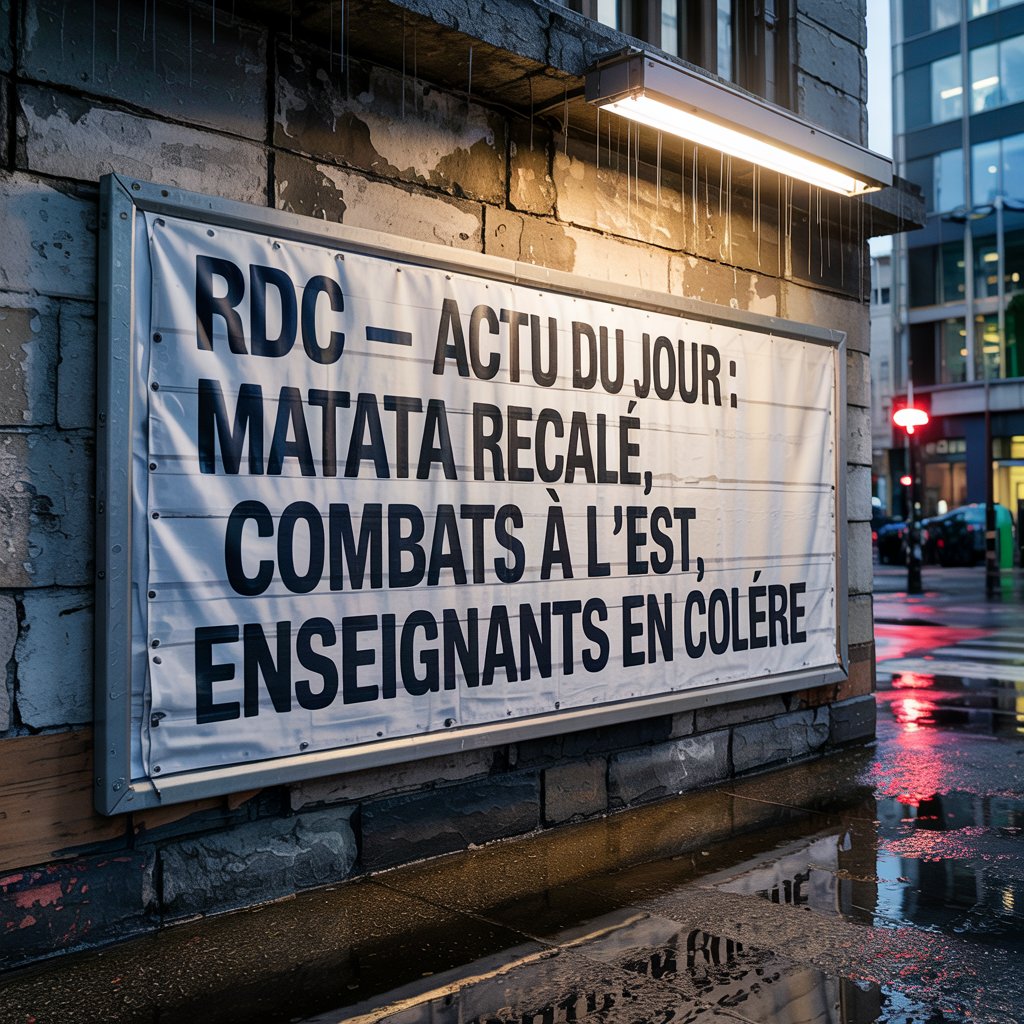 RDC – ACTU DU JOUR :
MATATA RECALÉ,
COMBATS À L'EST,
ENSEIGNANTS EN COLÉRE